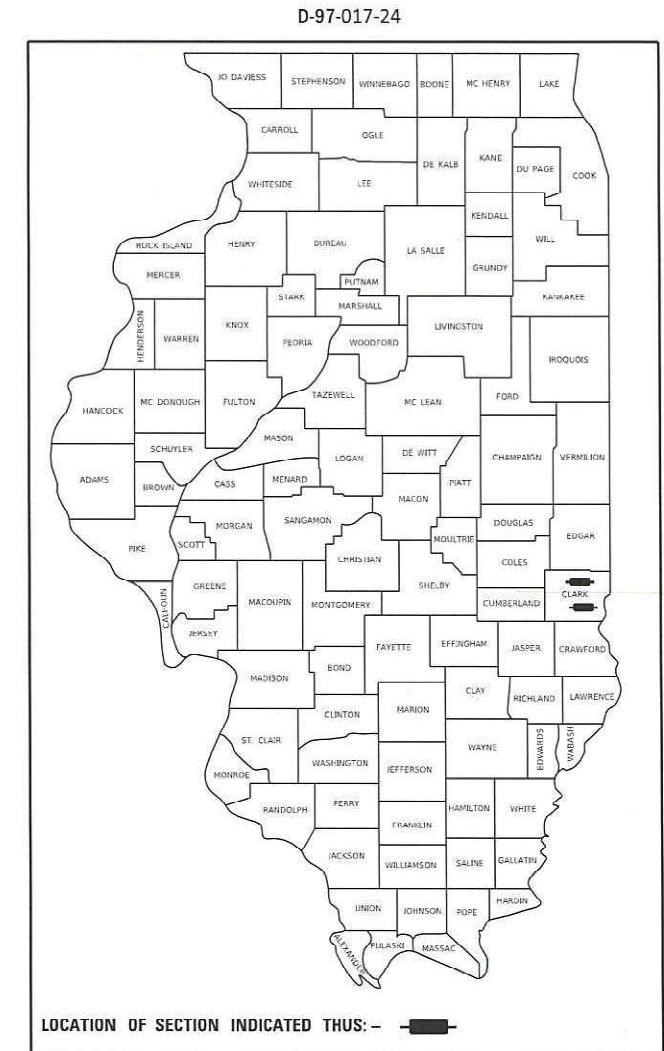 D-97-017-24
JO DAVIESS STEPHENSON WINNEBAGO BOONE MC HENRY LAKE
CARROLL OGLE
DE KALB KANE DU PAGE COOK
WHITESIDE LEE
KENDALL
ROCK ISLAND HENRY BUREAU LA SALLE WILL
GRUNDY
MERCER PUTNAM
STARK MARSHALL KANKAKEE
HENDERSON WARREN KNOX PEORIA WOODFORD LIVINGSTON
IROQUOIS
HANCOCK MC DONOUGH FULTON TAZEWELL MC LEAN FORD
MASON
SCHUYLER LOGAN DE WITT CHAMPAIGN VERMILION
ADAMS BROWN CASS MENARD PIATT
MACON
MORGAN SANGAMON DOUGLAS
PIKE SCOTT CHRISTIAN MOULTRIE EDGAR
COLES
CALHOUN GREENE SHELBY CLARK
MACOUPIN MONTGOMERY CUMBERLAND
JERSEY
FAYETTE EFFINGHAM JASPER CRAWFORD
MADISON BOND
CLAY RICHLAND LAWRENCE
CLINTON MARION
ST. CLAIR WAYNE EDWARDS WABASH
WASHINGTON JEFFERSON
MONROE
RANDOLPH PERRY HAMILTON WHITE
FRANKLIN
JACKSON WILLIAMSON SALINE GALLATIN
HARDIN
UNION JOHNSON POPE
ALEXANDER PULASKI MASSAC
LOCATION OF SECTION INDICATED THUS: –